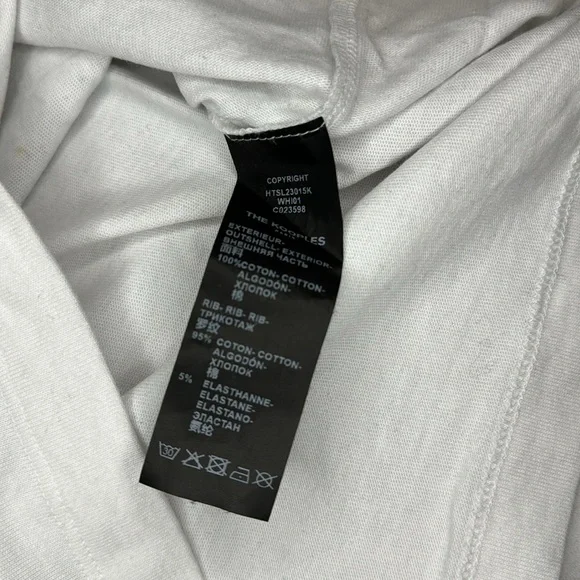 COPYRIGHT
HTSL23015K
WHI01
C023598
THE KOOPLES
EXTERIEUR-
OUTSHELL- EXTERIOR-
ВНЕШНЯЯ ЧАСТЬ
面料
100%COTON- COTTON-
ALGODÓN-
ХЛОПОК
棉
RIB- RIB- RIB-
ТРИКОТАЖ
罗纹
95% COTON- COTTON-
ALGODÓN-
ХЛОПОК
棉
5% ELASTHANNE-
ELASTANE-
ELASTANO-
ЭЛАСТАН
氨纶
30